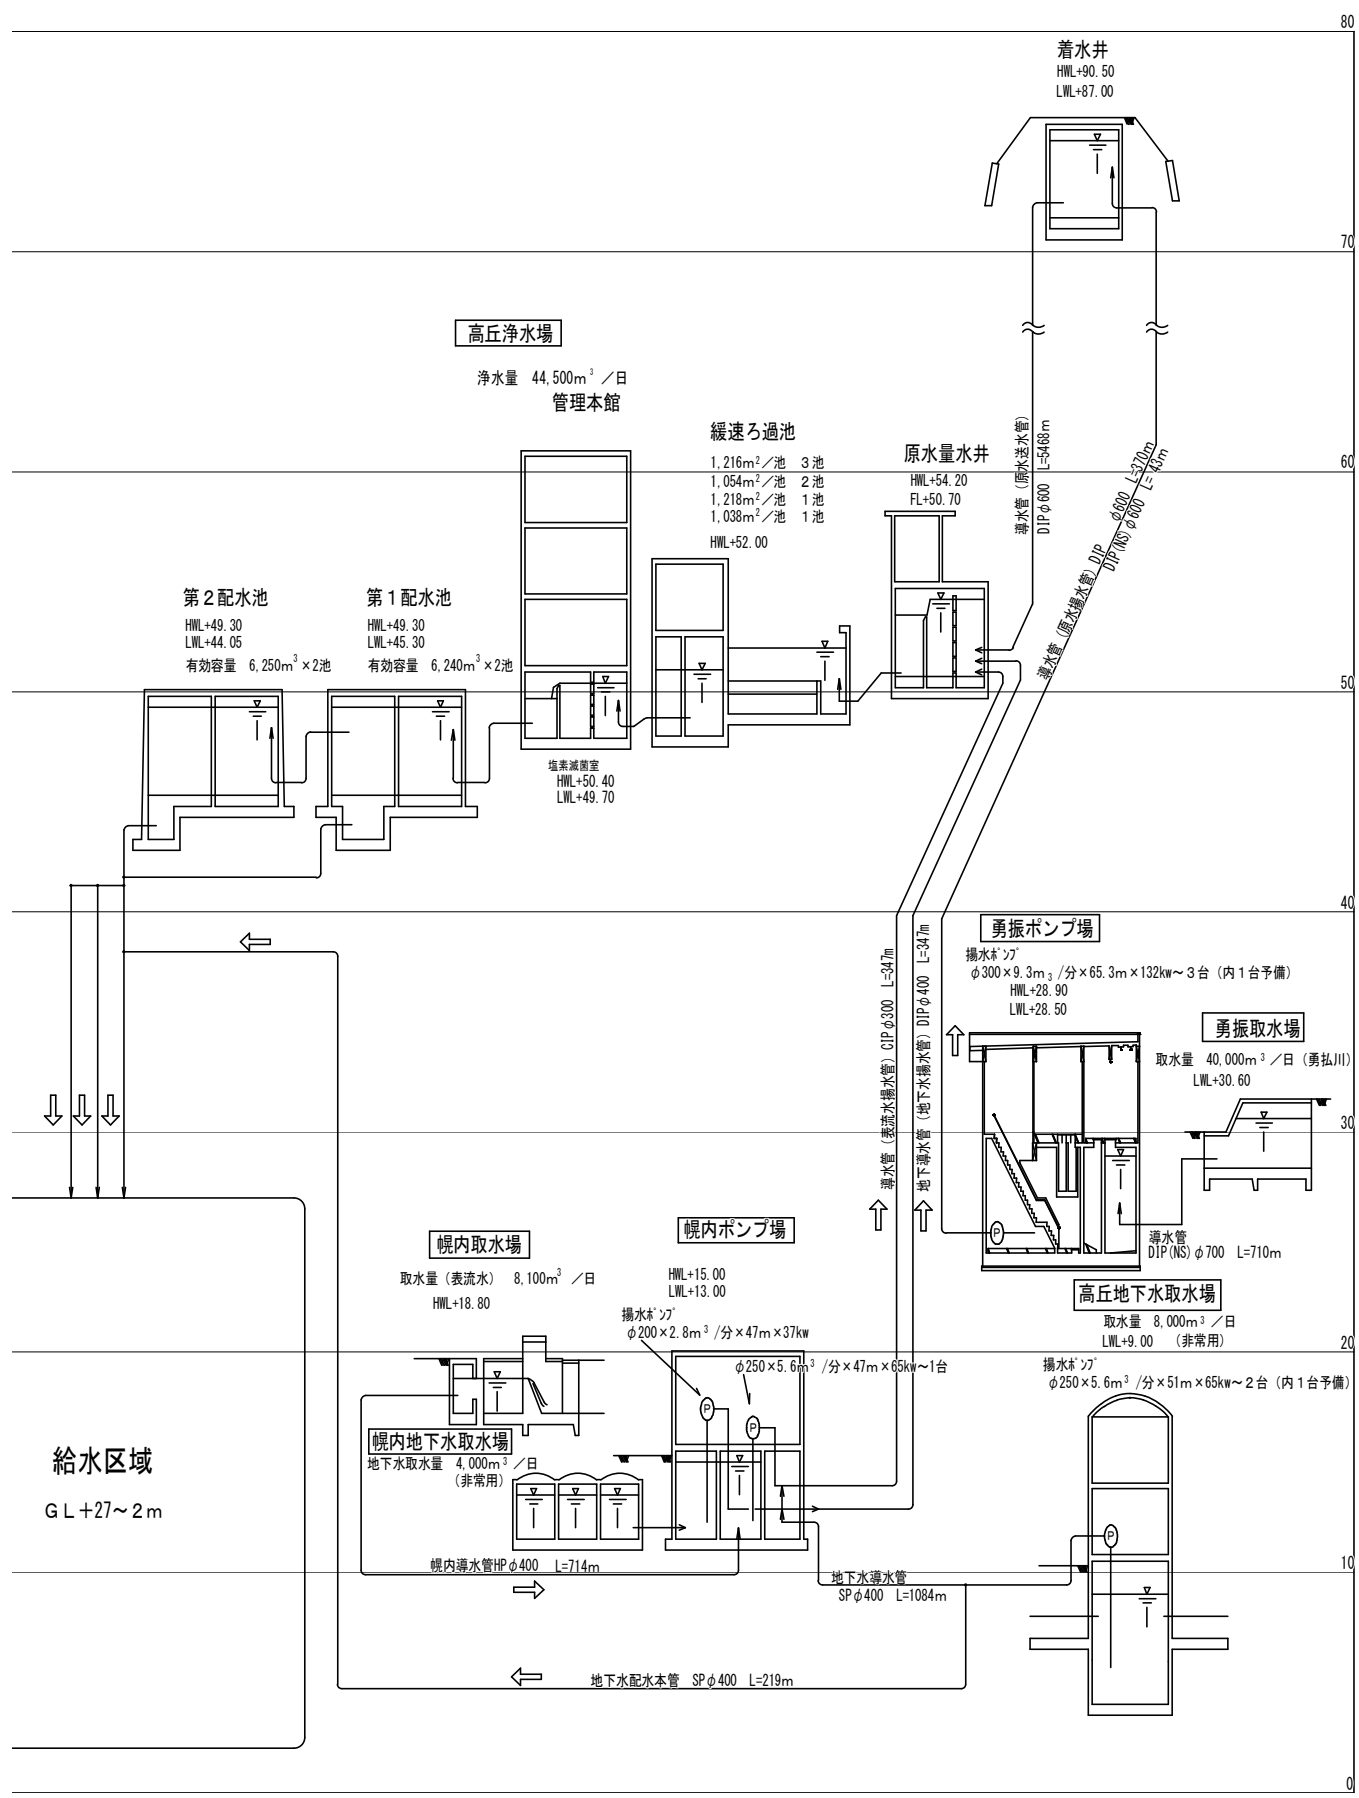 80
着水井
HWL+90.50
LWL+87.00
70
高丘浄水場
浄水量 44,500m³／日
管理本館
緩速ろ過池
1,216m²／池 3池
1,054m²／池 2池
1,218m²／池 1池
1,038m²／池 1池
HWL+52.00
原水量水井
HWL+54.20
FL+50.70
導水管（原水送水管）
DIPφ600 L=5468m
60
導水管（原水揚水管）DIP φ600 L=370m
DIP(NS)φ600 L= 43m
第２配水池
HWL+49.30
LWL+44.05
有効容量 6,250m³×2池
第１配水池
HWL+49.30
LWL+45.30
有効容量 6,240m³×2池
50
塩素滅菌室
HWL+50.40
LWL+49.70
40
勇振ポンプ場
揚水ﾎﾟﾝﾌﾟ
φ300×9.3m₃/分×65.3m×132kw～3台（内1台予備）
HWL+28.90
LWL+28.50
勇振取水場
取水量 40,000m³／日（勇払川）
LWL+30.60
30
導水管（表流水揚水管）CIPφ300 L=347m
地下導水管（地下水揚水管）DIPφ400 L=347m
導水管
DIP(NS)φ700 L=710m
幌内取水場
取水量（表流水） 8,100m³ ／日
HWL+18.80
幌内ポンプ場
HWL+15.00
LWL+13.00
揚水ﾎﾟﾝﾌﾟ
φ200×2.8m³/分×47m×37kw
φ250×5.6m³/分×47m×65kw～1台
高丘地下水取水場
取水量 8,000m³／日
LWL+9.00 （非常用）
20
揚水ﾎﾟﾝﾌﾟ
φ250×5.6m³/分×51m×65kw～2台（内1台予備）
P
P
P
P
幌内地下水取水場
地下水取水量 4,000m³／日
（非常用）
給水区域
ＧＬ+27～2m
幌内導水管HPφ400 L=714m
10
地下水導水管
SPφ400 L=1084m
地下水配水本管 SPφ400 L=219m
0